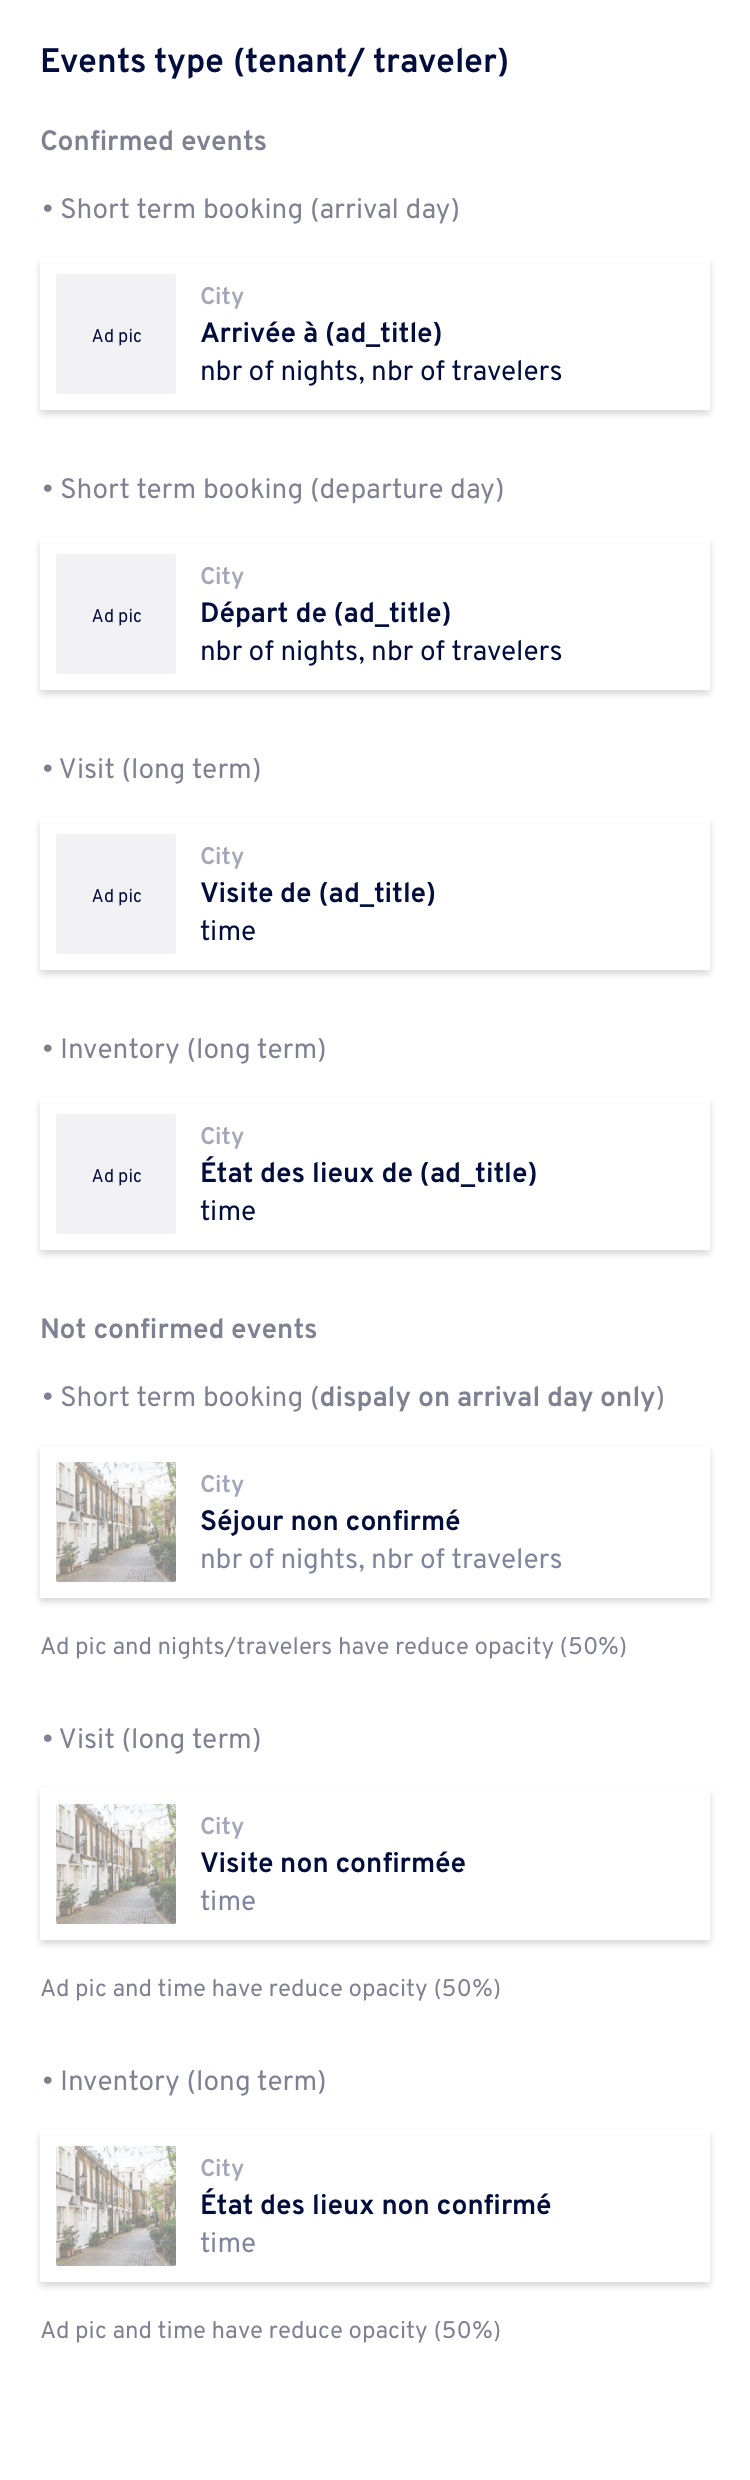 Events type (tenant/ traveler)
Confirmed events
• Short term booking (arrival day)
Ad pic
City
Arrivée à (ad_title)
nbr of nights, nbr of travelers
• Short term booking (departure day)
Ad pic
City
Départ de (ad_title)
nbr of nights, nbr of travelers
• Visit (long term)
Ad pic
City
Visite de (ad_title)
time
• Inventory (long term)
Ad pic
City
État des lieux de (ad_title)
time
Not confirmed events
• Short term booking (dispaly on arrival day only)
City
Séjour non confirmé
nbr of nights, nbr of travelers
Ad pic and nights/travelers have reduce opacity (50%)
• Visit (long term)
City
Visite non confirmée
time
Ad pic and time have reduce opacity (50%)
• Inventory (long term)
City
État des lieux non confirmé
time
Ad pic and time have reduce opacity (50%)